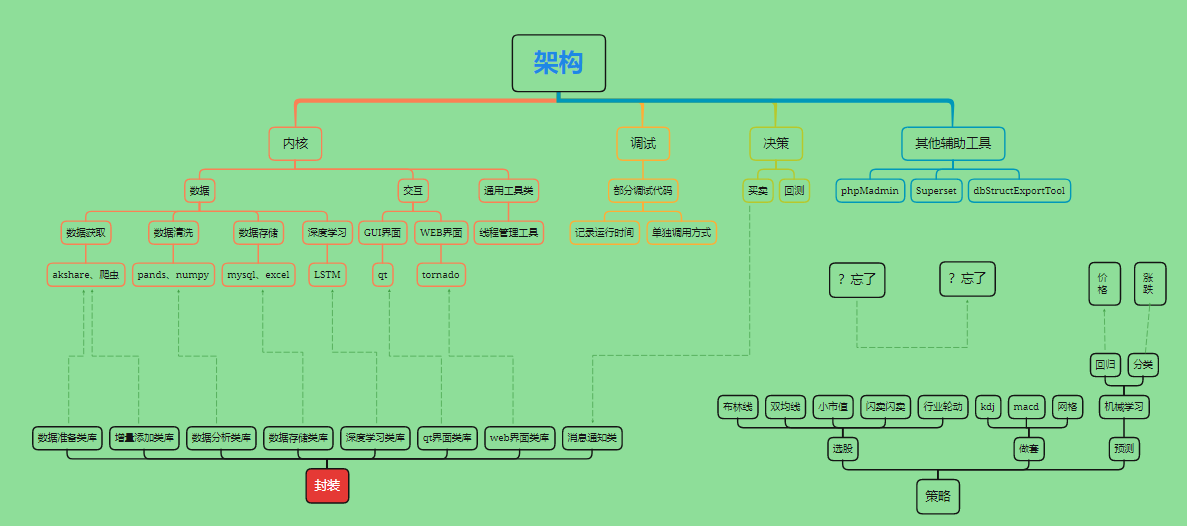 架构
内核
调试
决策
其他辅助工具
数据
交互
通用工具类
部分调试代码
买卖
回测
phpMadmin
Superset
dbStructExportTool
数据获取
数据清洗
数据存储
深度学习
GUI界面
WEB界面
线程管理工具
记录运行时间
单独调用方式
akshare、爬虫
pands、numpy
mysql、excel
LSTM
qt
tornado
？忘了
？忘了
价
格
涨
跌
回归
分类
布林线
双均线
小市值
闪卖闪卖
行业轮动
kdj
macd
网格
机械学习
数据准备类库
增量添加类库
数据分析类库
数据存储类库
深度学习类库
qt界面类库
web界面类库
消息通知类
选股
预测
封装
策略